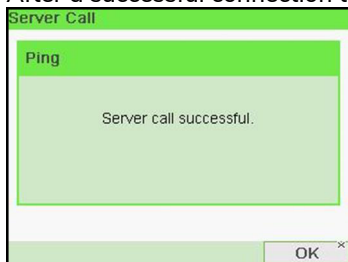 After a successful connection t
Server Call
Ping
Server call successful.
OK